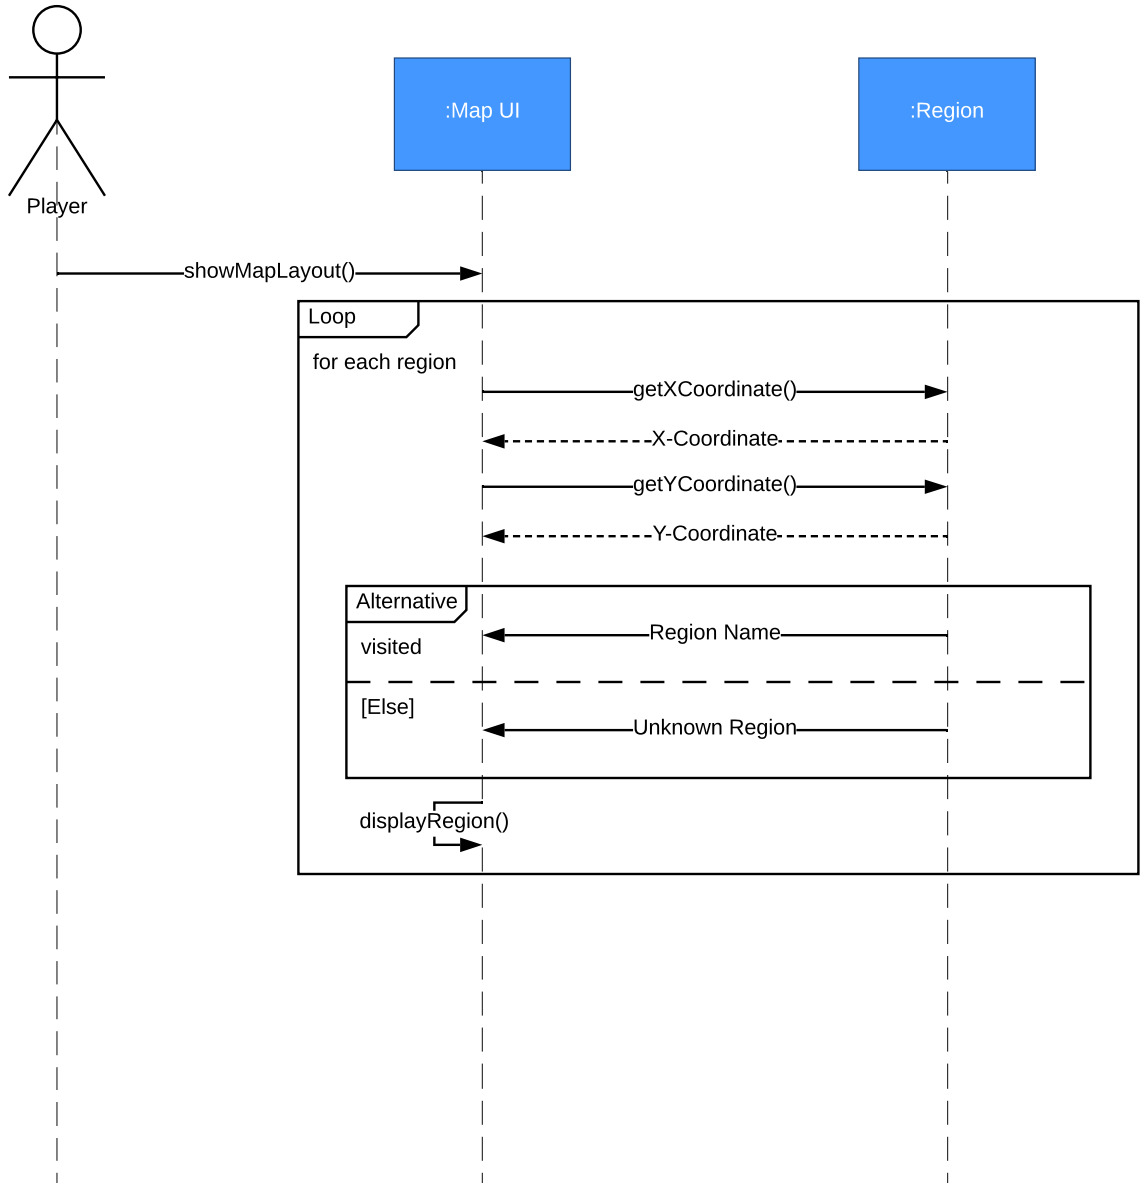 :Map UI
:Region
Player
showMapLayout()
Loop
for each region
getXCoordinate()
X-Coordinate
getYCoordinate()
Y-Coordinate
Alternative
Region Name
visited
[Else]
Unknown Region
displayRegion()